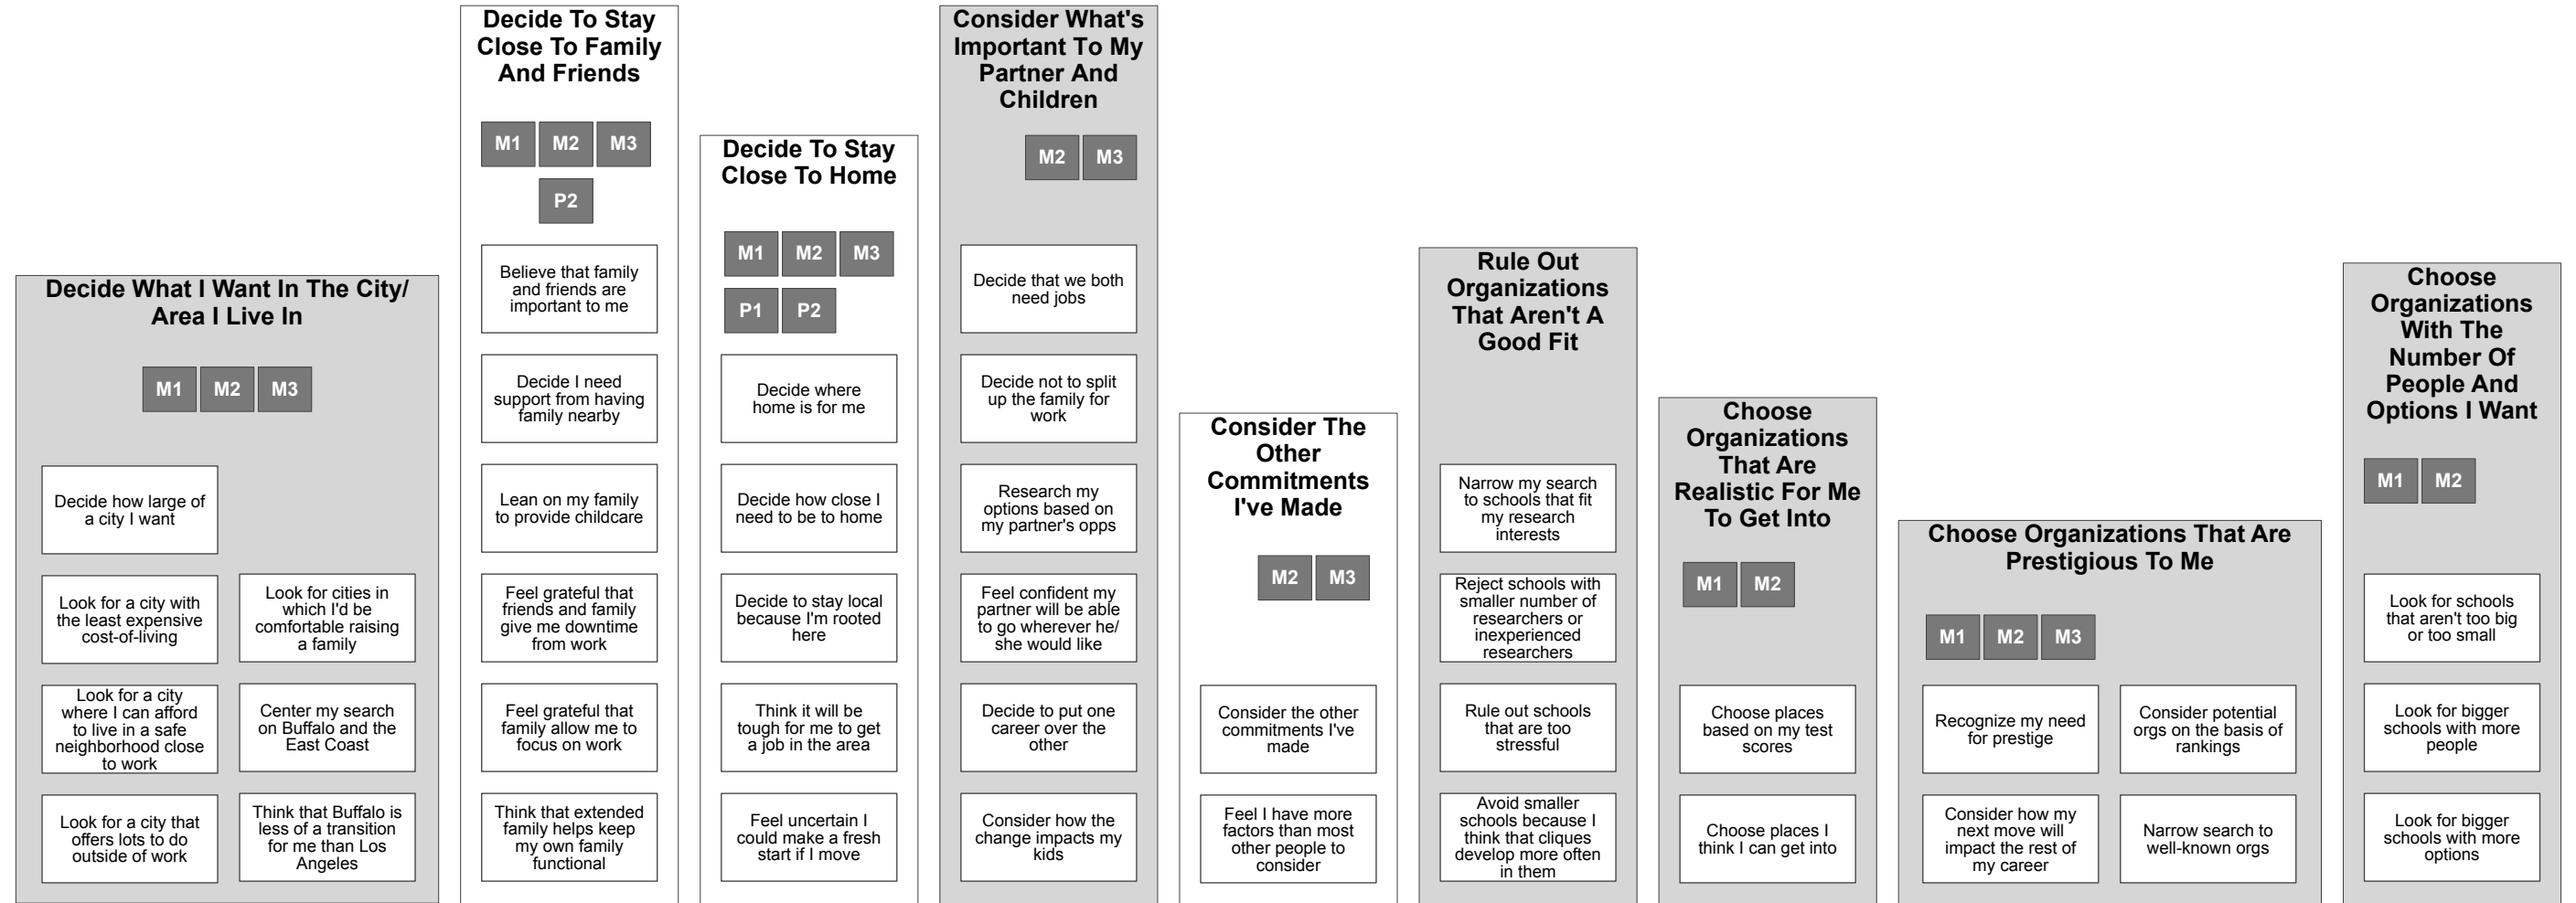 Decide What I Want In The City/
Area I Live In
M1 M2 M3
Decide how large of
a city I want
Look for a city with
the least expensive
cost-of-living
Look for a city
where I can afford
to live in a safe
neighborhood close
to work
Look for a city that
offers lots to do
outside of work
Look for cities in
which I'd be
comfortable raising
a family
Center my search
on Buffalo and the
East Coast
Think that Buffalo is
less of a transition
for me than Los
Angeles
Decide To Stay
Close To Family
And Friends
M1 M2 M3
P2
Believe that family
and friends are
important to me
Decide I need
support from having
family nearby
Lean on my family
to provide childcare
Feel grateful that
friends and family
give me downtime
from work
Feel grateful that
family allow me to
focus on work
Think that extended
family helps keep
my own family
functional
Decide To Stay
Close To Home
M1 M2 M3
P1 P2
Decide where
home is for me
Decide how close I
need to be to home
Decide to stay local
because I'm rooted
here
Think it will be
tough for me to get
a job in the area
Feel uncertain I
could make a fresh
start if I move
Consider What's
Important To My
Partner And
Children
M2 M3
Decide that we both
need jobs
Decide not to split
up the family for
work
Research my
options based on
my partner's opps
Feel confident my
partner will be able
to go wherever he/
she would like
Decide to put one
career over the
other
Consider how the
change impacts my
kids
Consider The
Other
Commitments
I've Made
M2 M3
Consider the other
commitments I've
made
Feel I have more
factors than most
other people to
consider
Rule Out
Organizations
That Aren't A
Good Fit
Narrow my search
to schools that fit
my research
interests
Reject schools with
smaller number of
researchers or
inexperienced
researchers
Rule out schools
that are too
stressful
Avoid smaller
schools because I
think that cliques
develop more often
in them
Choose
Organizations
That Are
Realistic For Me
To Get Into
M1 M2
Choose places
based on my test
scores
Choose places I
think I can get into
Choose Organizations That Are
Prestigious To Me
M1 M2 M3
Recognize my need
for prestige
Consider how my
next move will
impact the rest of
my career
Consider potential
orgs on the basis of
rankings
Narrow search to
well-known orgs
Choose
Organizations
With The
Number Of
People And
Options I Want
M1 M2
Look for schools
that aren't too big
or too small
Look for bigger
schools with more
people
Look for bigger
schools with more
options